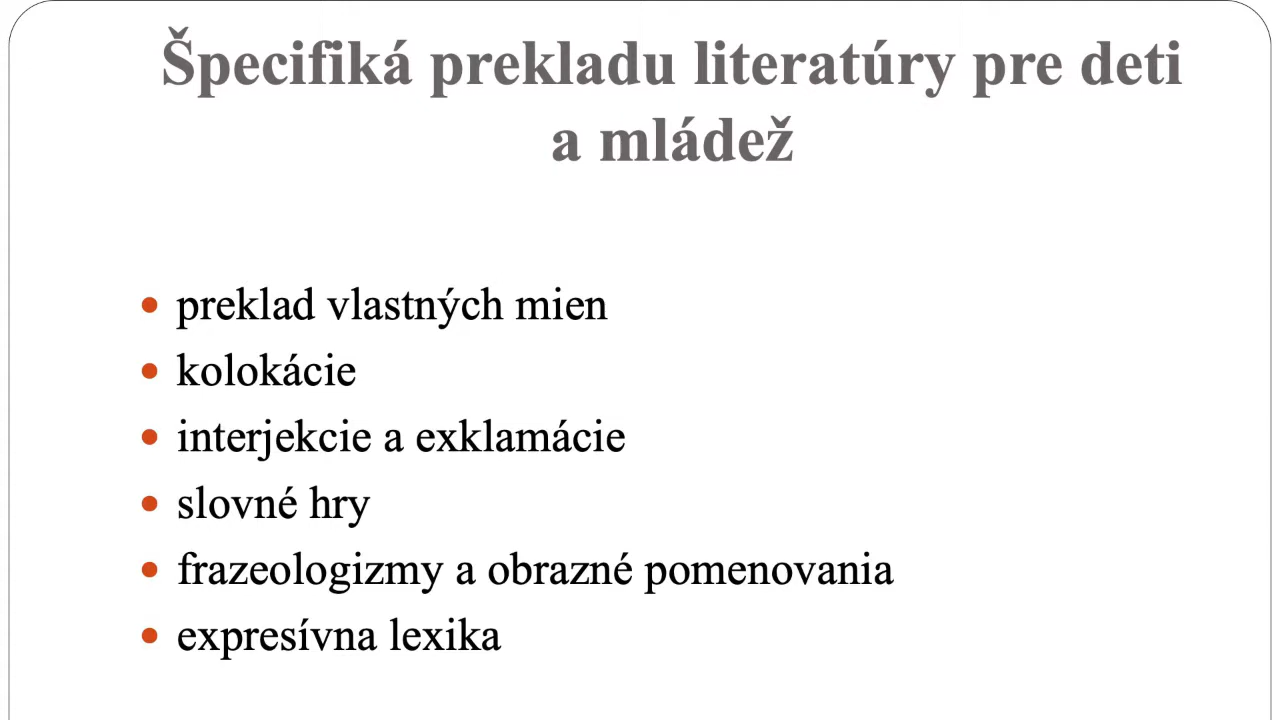 Špecifiká prekladu literatúry pre deti
a mládež
• preklad vlastných mien
• kolokácie
• interjekcie a exklamácie
• slovné hry
• frazeologizmy a obrazné pomenovania
• expresívna lexika